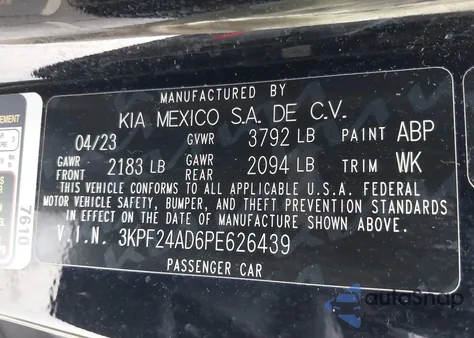 MANUFACTURED BY
KIA MEXICO S.A. DE C.V.
04/23 GVWR 3792 LB PAINT ABP
GAWR FRONT 2183 LB GAWR REAR 2094 LB TRIM WK
THIS VEHICLE CONFORMS TO ALL APPLICABLE U.S.A. FEDERAL
MOTOR VEHICLE SAFETY, BUMPER, AND THEFT PREVENTION STANDARDS
IN EFFECT ON THE DATE OF MANUFACTURE SHOWN ABOVE.
V.I.N. 3KPF24AD6PE626439
PASSENGER CAR
7610
autoSnap